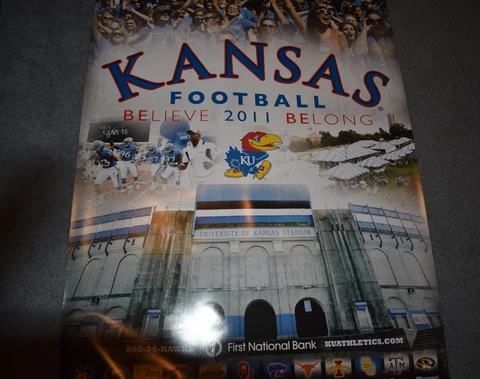 KANSAS
FOOTBALL
BELIEVE 2011 BELONG
KU
UNIVERSITY OF KANSAS STADIUM
800-34-HAWKS
First National Bank
KUATHLETICS.COM